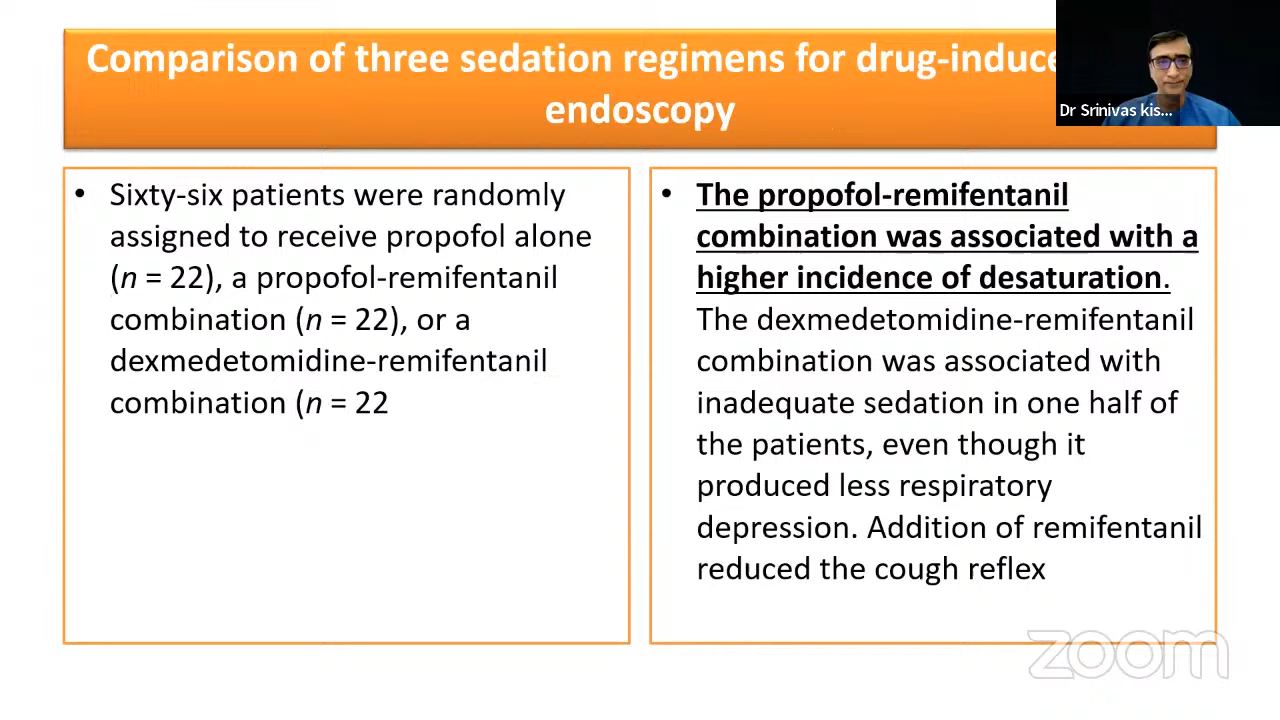 Comparison of three sedation regimens for drug-induce
endoscopy
Dr Srinivas kis...
• Sixty-six patients were randomly
assigned to receive propofol alone
(n = 22), a propofol-remifentanil
combination (n = 22), or a
dexmedetomidine-remifentanil
combination (n = 22
• The propofol-remifentanil
combination was associated with a
higher incidence of desaturation.
The dexmedetomidine-remifentanil
combination was associated with
inadequate sedation in one half of
the patients, even though it
produced less respiratory
depression. Addition of remifentanil
reduced the cough reflex
zoom